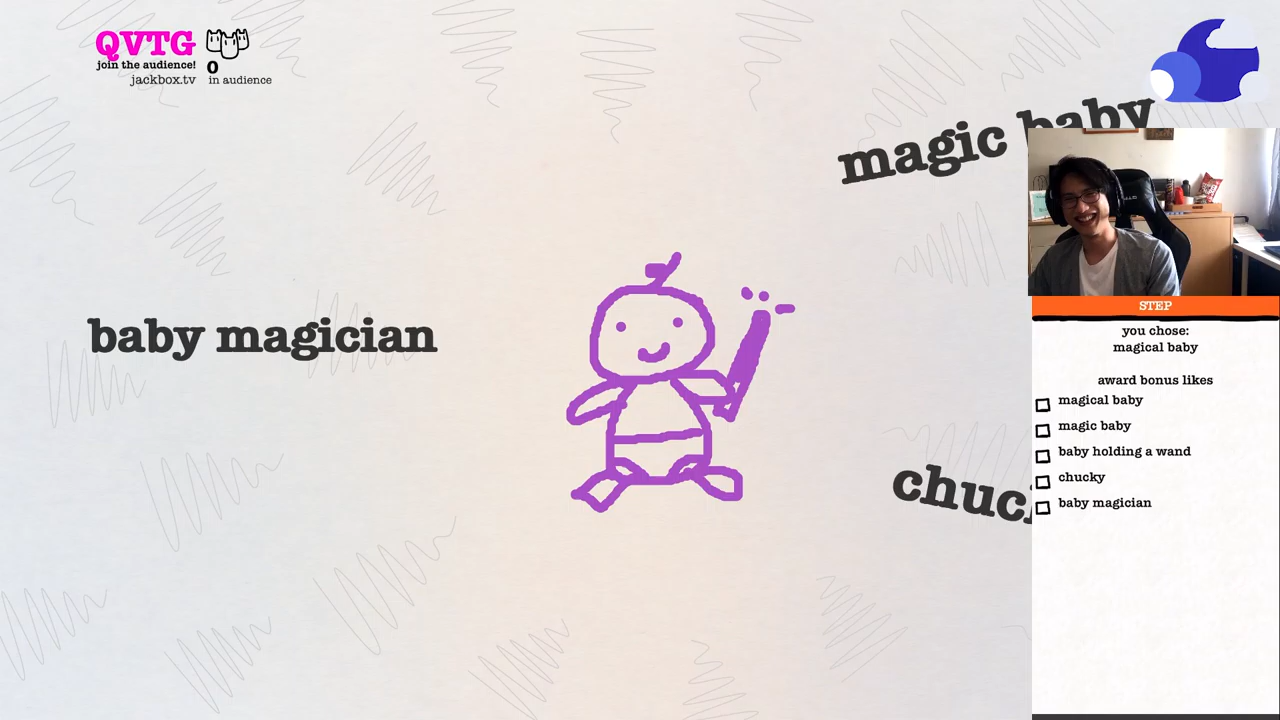 QVTG
join the audience!
jackbox.tv
0
in audience
magic baby
baby magician
STEP
you chose:
magical baby
award bonus likes
magical baby
magic baby
baby holding a wand
chucky
baby magician